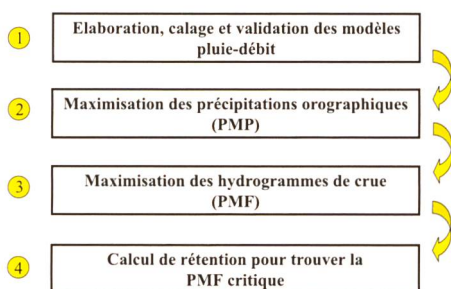 1
Elaboration, calage et validation des modèles
pluie-débit
2
Maximisation des précipitations orographiques
(PMP)
3
Maximisation des hydrogrammes de crue
(PMF)
4
Calcul de rétention pour trouver la
PMF critique